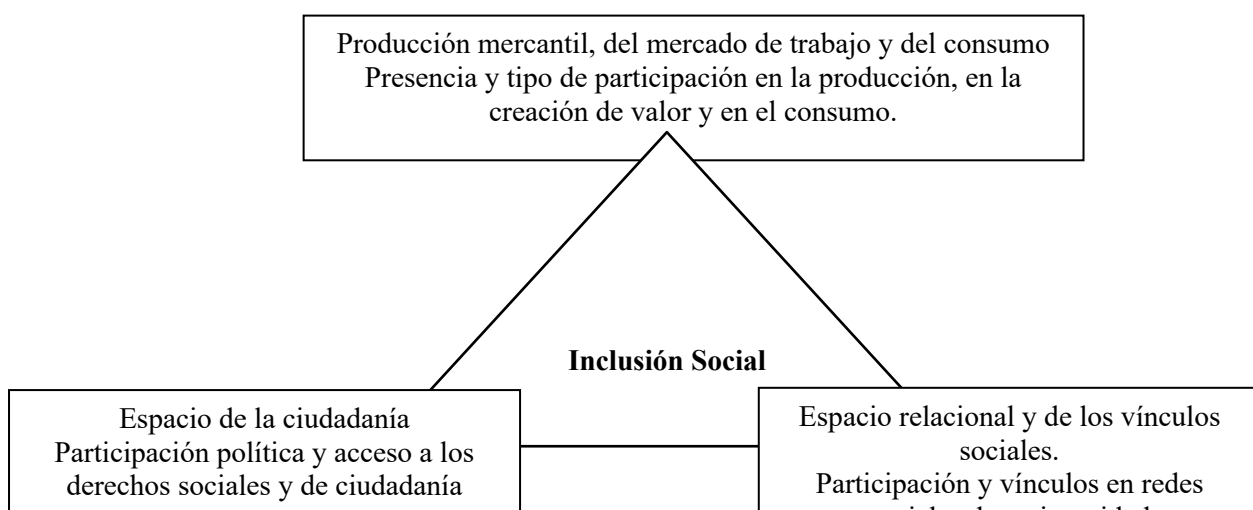 Producción mercantil, del mercado de trabajo y del consumo
Presencia y tipo de participación en la producción, en la
creación de valor y en el consumo.
Inclusión Social
Espacio de la ciudadanía
Participación política y acceso a los
derechos sociales y de ciudadanía
Espacio relacional y de los vínculos
sociales.
Participación y vínculos en redes